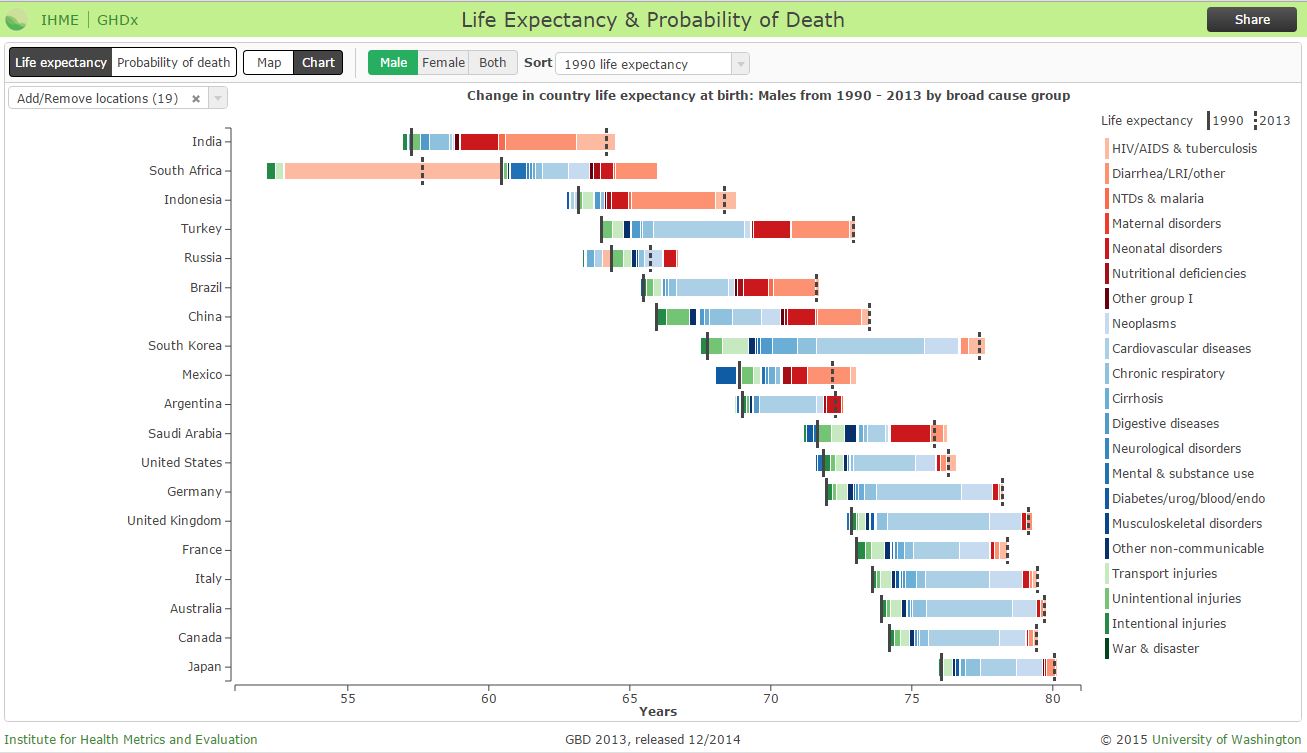 IHME | GHDx
Life Expectancy & Probability of Death
Share
Life expectancy Probability of death Map Chart Male Female Both Sort 1990 life expectancy
Add/Remove locations (19) ×
Change in country life expectancy at birth: Males from 1990 - 2013 by broad cause group
Life expectancy 1990 2013
India
South Africa
Indonesia
Turkey
Russia
Brazil
China
South Korea
Mexico
Argentina
Saudi Arabia
United States
Germany
United Kingdom
France
Italy
Australia
Canada
Japan
HIV/AIDS & tuberculosis
Diarrhea/LRI/other
NTDs & malaria
Maternal disorders
Neonatal disorders
Nutritional deficiencies
Other group I
Neoplasms
Cardiovascular diseases
Chronic respiratory
Cirrhosis
Digestive diseases
Neurological disorders
Mental & substance use
Diabetes/urog/blood/endo
Musculoskeletal disorders
Other non-communicable
Transport injuries
Unintentional injuries
Intentional injuries
War & disaster
55 60 65 70 75 80
Years
Institute for Health Metrics and Evaluation
GBD 2013, released 12/2014
© 2015 University of Washington